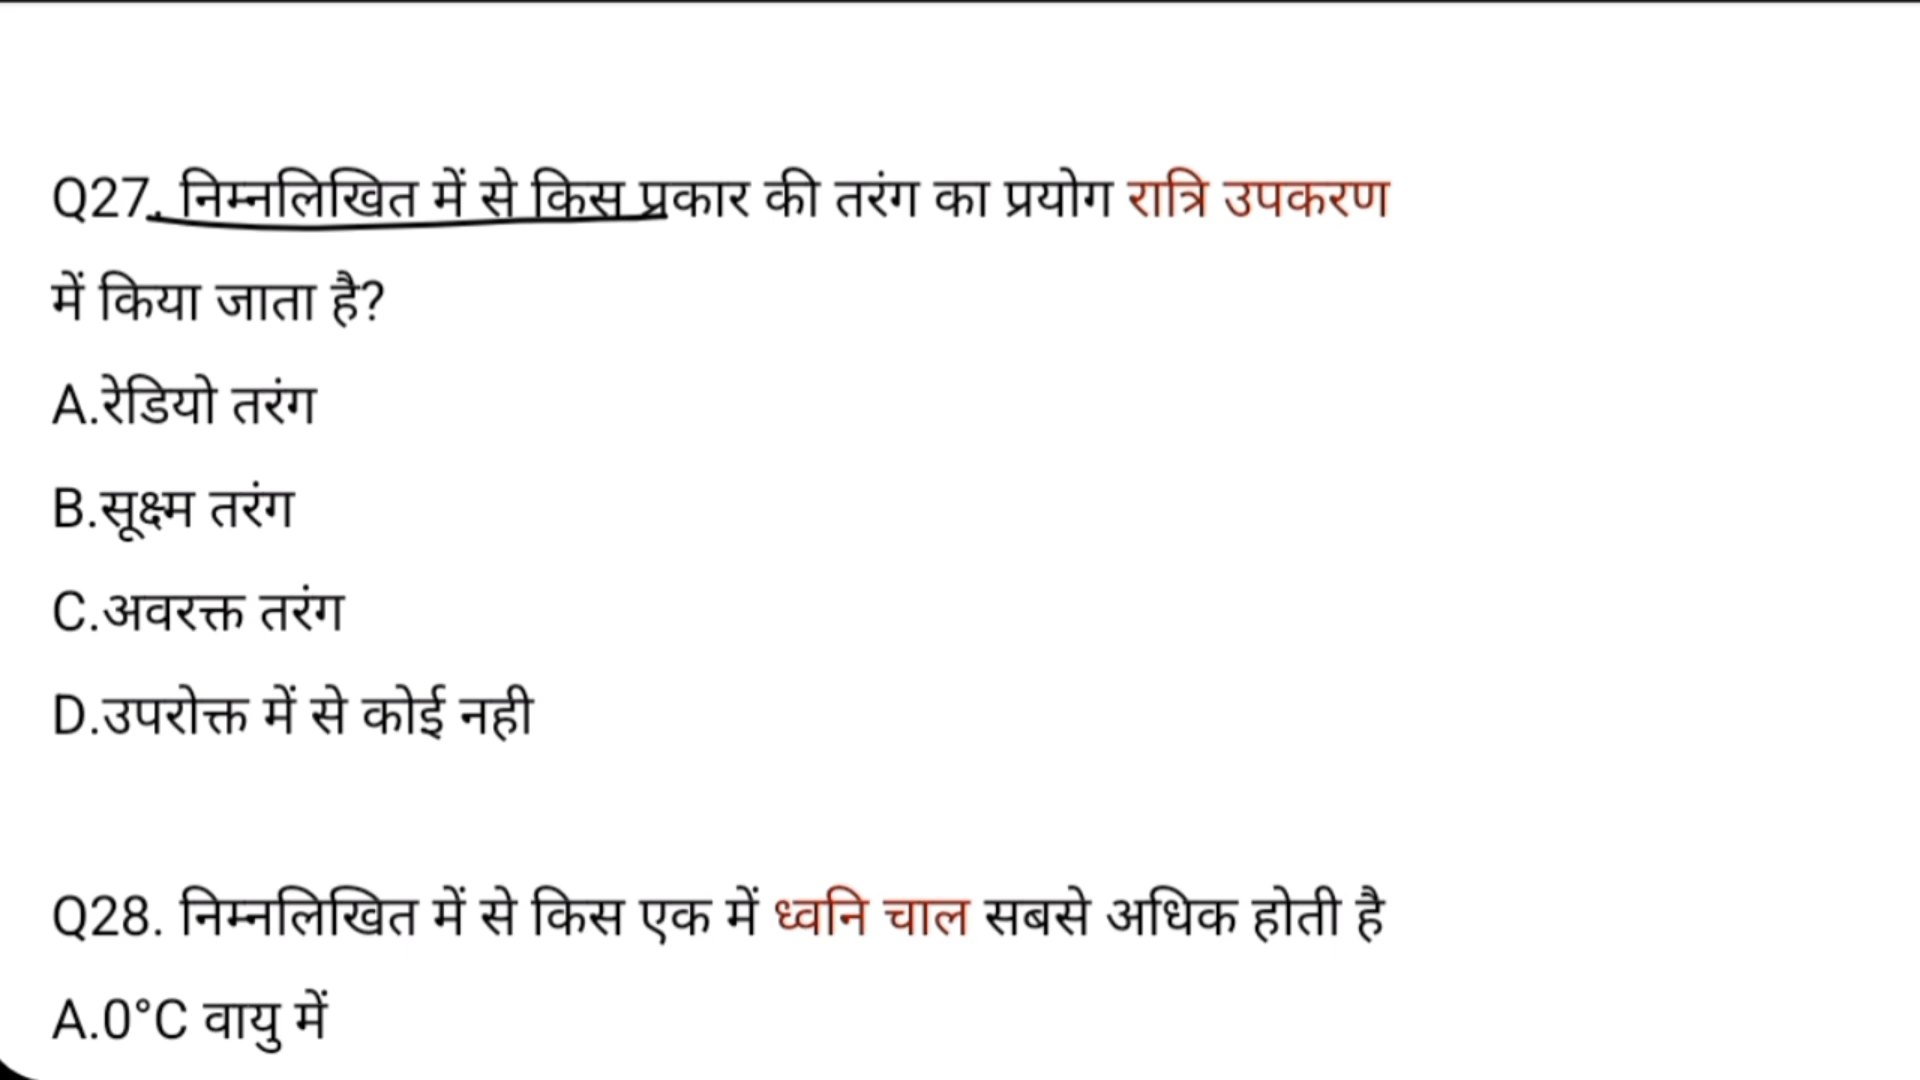 Q27. निम्नलिखित में से किस प्रकार की तरंग का प्रयोग रात्रि उपकरण
में किया जाता है?
A.रेडियो तरंग
B.सूक्ष्म तरंग
C.अवरक्त तरंग
D.उपरोक्त में से कोई नही
Q28. निम्नलिखित में से किस एक में ध्वनि चाल सबसे अधिक होती है
A.0°C वायु में